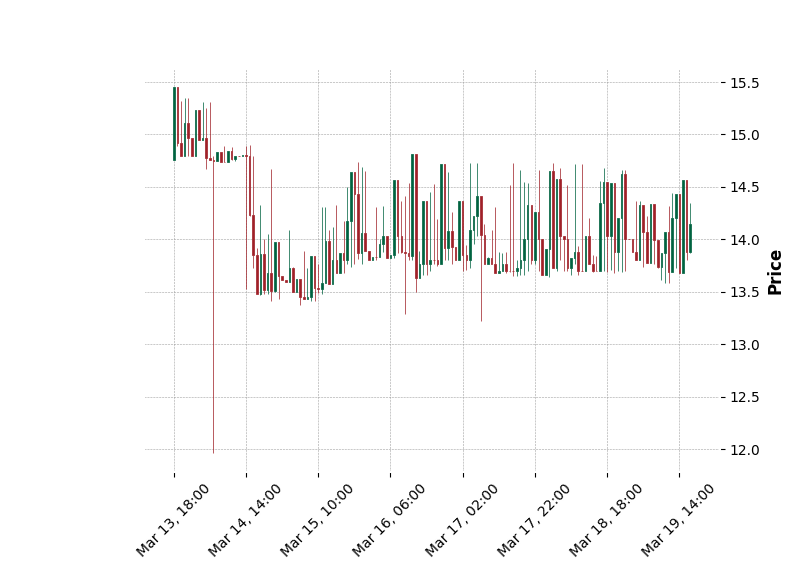 15.5
15.0
14.5
14.0
13.5
13.0
12.5
12.0
Price
Mar 13, 18:00
Mar 14, 14:00
Mar 15, 10:00
Mar 16, 06:00
Mar 17, 02:00
Mar 17, 22:00
Mar 18, 18:00
Mar 19, 14:00